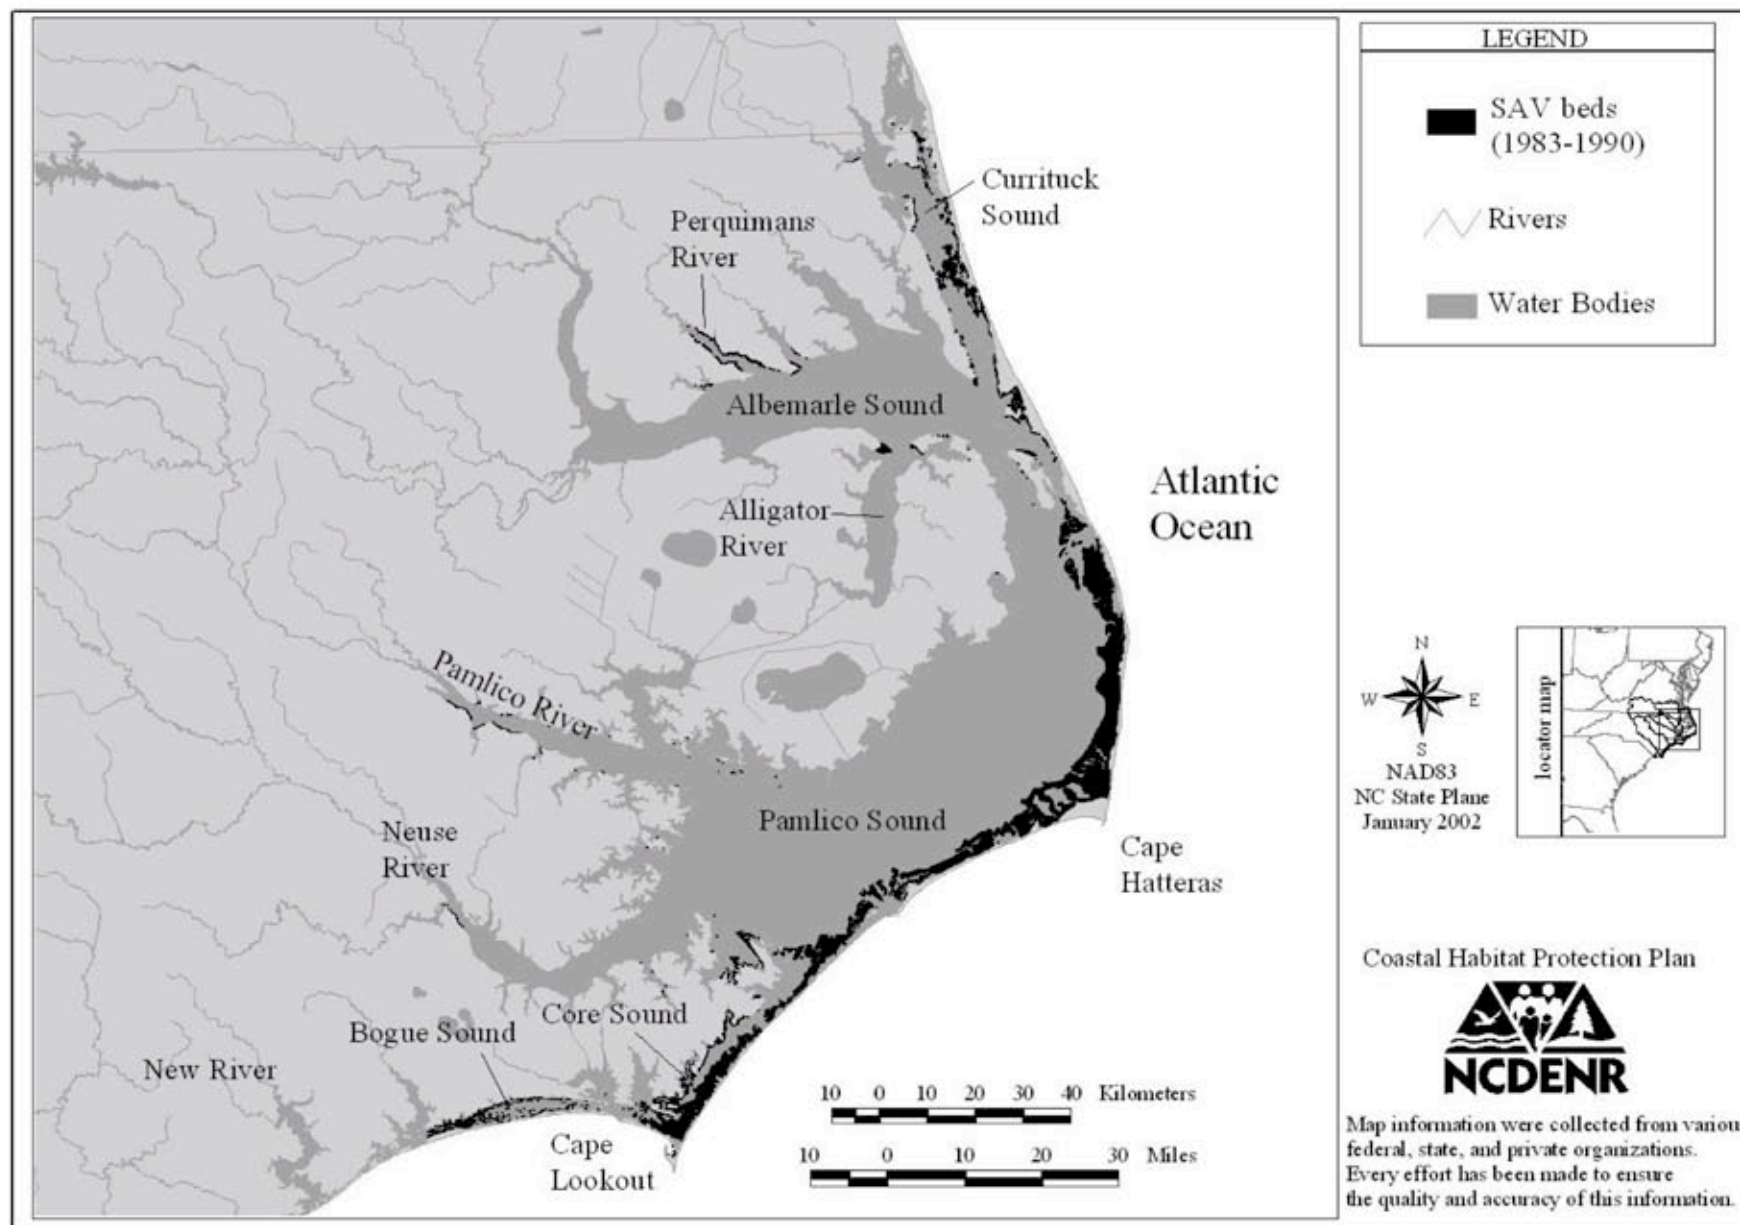 LEGEND
SAV beds
(1983-1990)
Rivers
Water Bodies
Currituck
Sound
Perquimans
River
Albemarle Sound
Atlantic
Ocean
Alligator
River
Pamlico River
Pamlico Sound
Neuse
River
Cape
Hatteras
Core Sound
Bogue Sound
New River
Cape
Lookout
10 0 10 20 30 40 Kilometers
10 0 10 20 30 Miles
N
W E
S
NAD83
NC State Plane
January 2002
locator map
Coastal Habitat Protection Plan
NCDENR
Map information were collected from variou
federal, state, and private organizations.
Every effort has been made to ensure
the quality and accuracy of this information.